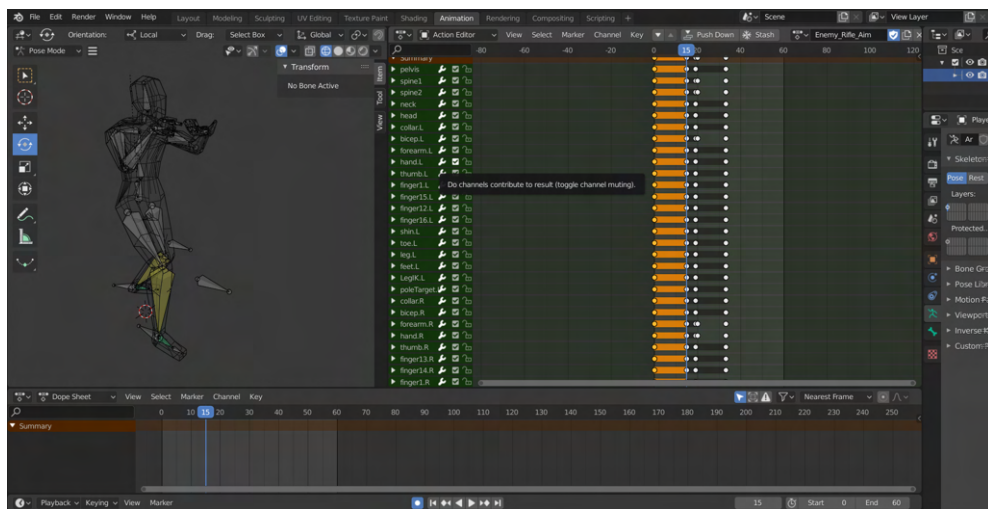 File Edit Render Window Help Layout Modeling Sculpting UV Editing Texture Paint Shading Animation Rendering Compositing Scripting + Scene View Layer
Orientation: Local Drag: Select Box Global Action Editor View Select Marker Channel Key Push Down Stash Enemy_Rifle_Aim
Pose Mode -80 -60 -40 -20 0 15 20 40 60 80 100 120 Sce
Summary
Transform
No Bone Active
Item
Tool
View
pelvis
spine1
spine2
neck
head
collar.L
bicep.L
forearm.L
hand.L
thumb.L
finger1.L
Do channels contribute to result (toggle channel muting).
finger15.L
finger12.L
finger16.L
shin.L
toe.L
leg.L
feet.L
LegIK.L
poleTarget.L
collar.R
bicep.R
forearm.R
hand.R
thumb.R
finger13.R
finger14.R
finger1.R
Playe
Ar
Skeleton
Pose Rest
Layers:
Protected...
Bone Gro
Pose Libr
Motion Pa
Viewport
Inverse K
Custom P
Dope Sheet View Select Marker Channel Key Nearest Frame
0 10 15 20 30 40 50 60 70 80 90 100 110 120 130 140 150 160 170 180 190 200 210 220 230 240 250
Summary
Playback Keying View Marker 15 Start 0 End 60